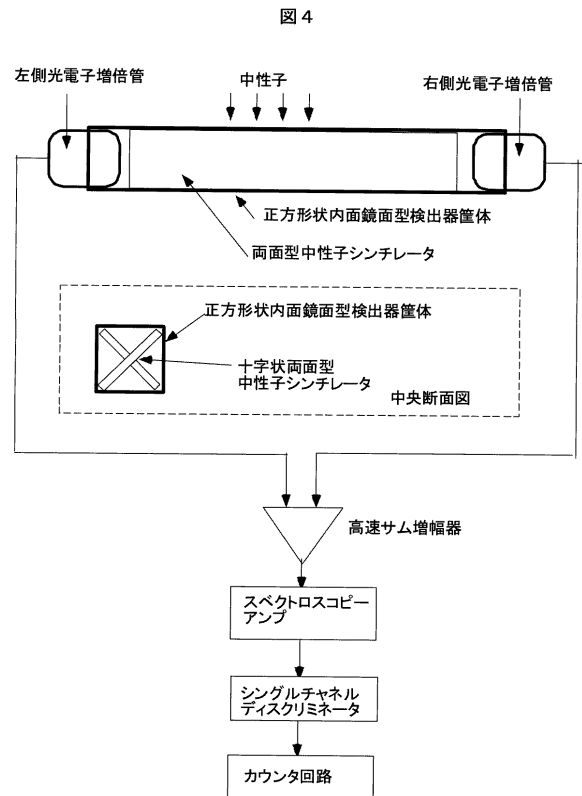 図４
左側光電子増倍管
中性子
右側光電子増倍管
正方形状内面鏡面型検出器筐体
両面型中性子シンチレータ
正方形状内面鏡面型検出器筐体
十字状両面型
中性子シンチレータ
中央断面図
高速サム増幅器
スペクトロスコピー
アンプ
シングルチャネル
ディスクリミネータ
カウンタ回路